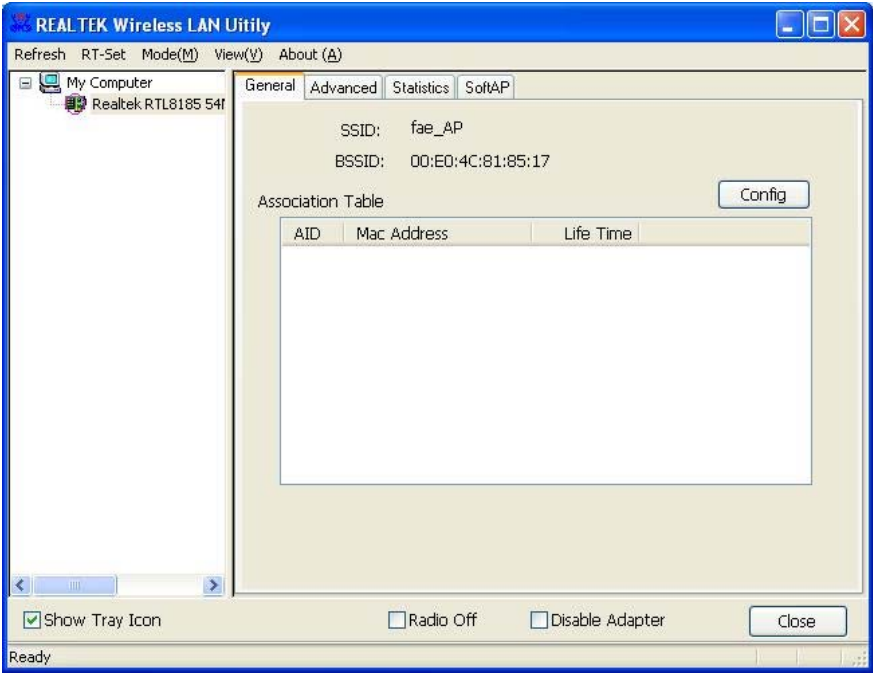 REALTEK Wireless LAN Uitily
Refresh RT-Set Mode(M) View(V) About (A)
My Computer
Realtek RTL8185 54M
General Advanced Statistics SoftAP
SSID: fae_AP
BSSID: 00:E0:4C:81:85:17
Config
Association Table
AID Mac Address Life Time
Show Tray Icon Radio Off Disable Adapter Close
Ready